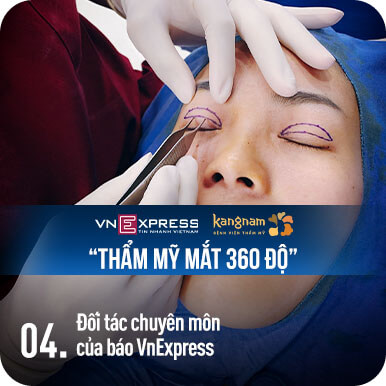 VNEXPRESS
TIN NHANH VIỆT NAM
kangnam
BỆNH VIỆN THẨM MỸ
“THẨM MỸ MẮT 360 ĐỘ”
04. Đối tác chuyên môn
của báo VnExpress